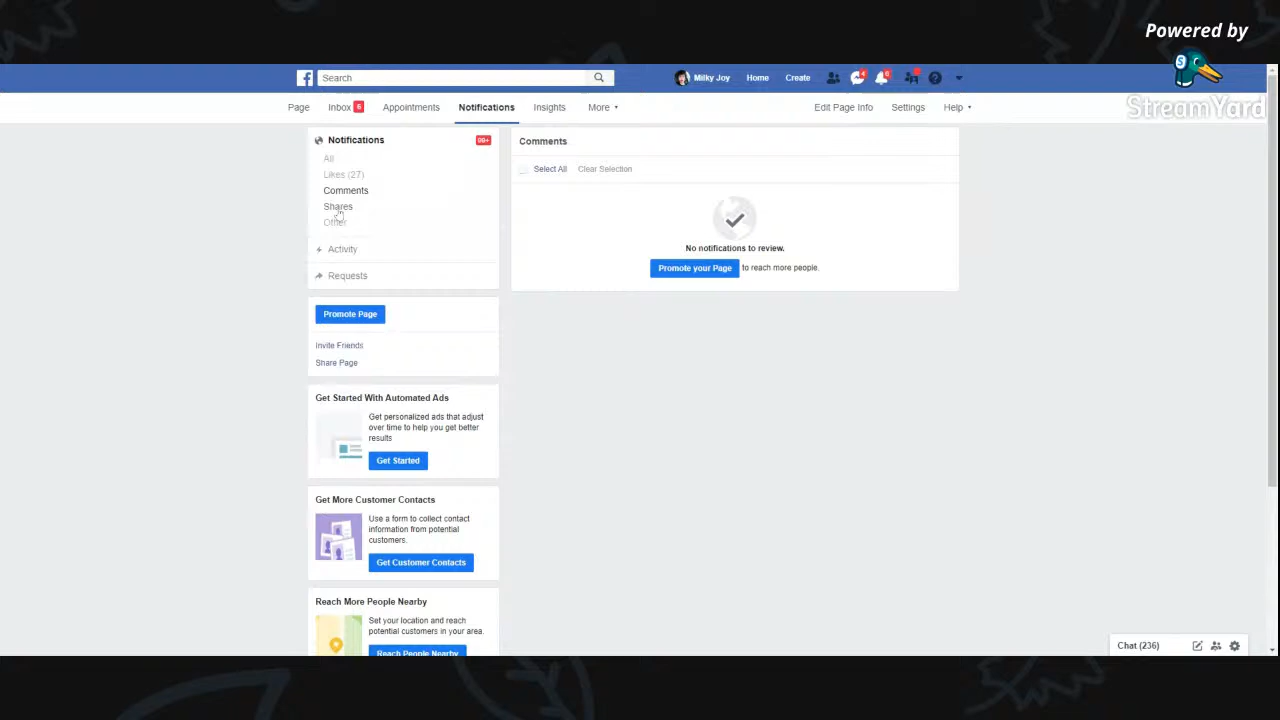 Powered by
StreamYard
Search
Milky Joy
Home
Create
4
8
Page
Inbox 6
Appointments
Notifications
Insights
More
Edit Page Info
Settings
Help
Notifications
99+
All
Likes (27)
Comments
Shares
Other
Activity
Requests
Comments
Select All
Clear Selection
No notifications to review.
Promote your Page to reach more people.
Promote Page
Invite Friends
Share Page
Get Started With Automated Ads
Get personalized ads that adjust
over time to help you get better
results
Get Started
Get More Customer Contacts
Use a form to collect contact
information from potential
customers.
Get Customer Contacts
Reach More People Nearby
Set your location and reach
potential customers in your area.
Reach People Nearby
Chat (236)